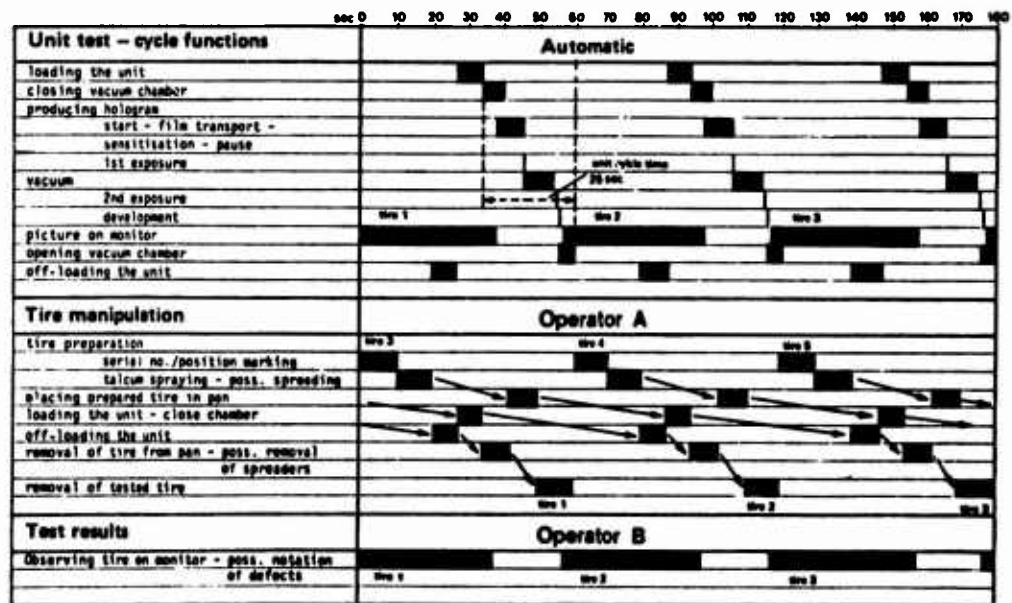 sec 0 10 20 30 40 50 60 70 80 90 100 110 120 130 140 150 160 170 180
Unit test – cycle functions Automatic
loading the unit
closing vacuum chamber
producing hologram
start - film transport -
sensitisation - pause
1st exposure
vacuum unit cycle time
26 sec
2nd exposure
development tire 1 tire 2 tire 3
picture on monitor
opening vacuum chamber
off-loading the unit
Tire manipulation Operator A
tire preparation tire 3 tire 4 tire 5
serial no./position marking
talcum spraying - poss. spreading
placing prepared tire in pan
loading the unit - close chamber
off-loading the unit
removal of tire from pan - poss. removal
of spreaders
removal of tested tire
tire 1 tire 2 tire 3
Test results Operator B
Observing tire on monitor - poss. notation
of defects tire 1 tire 2 tire 3